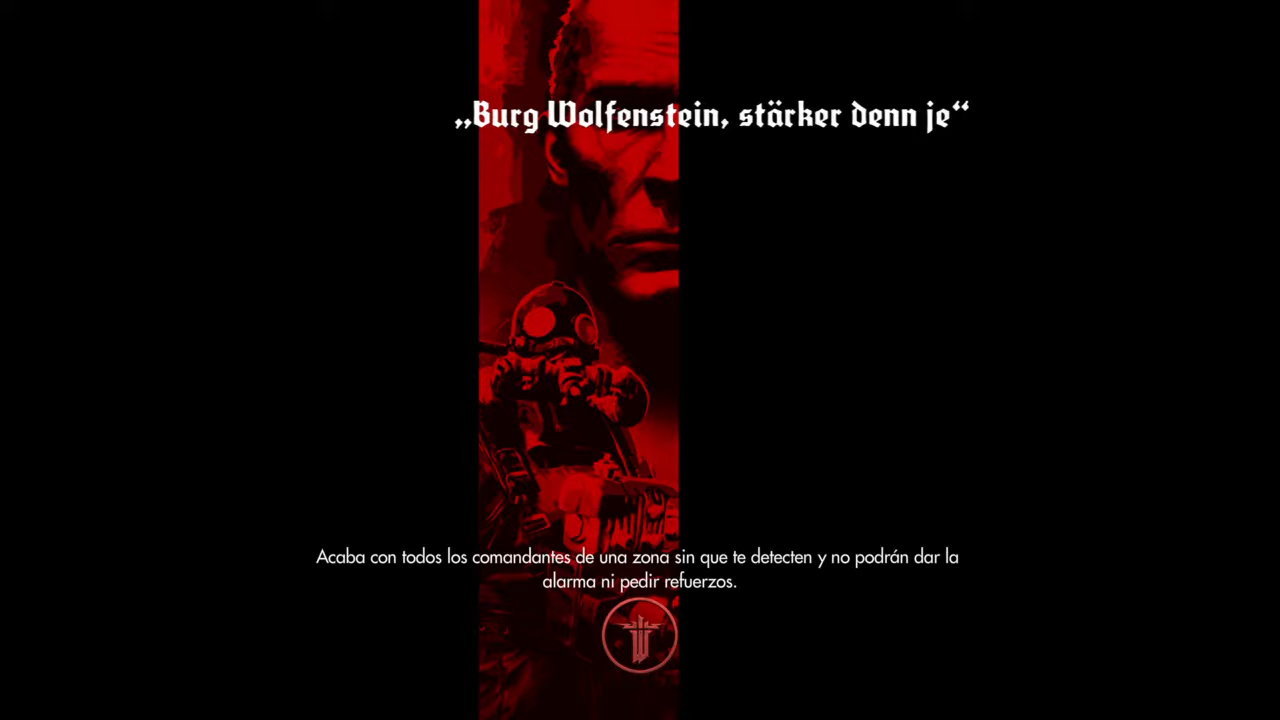 „Burg Wolfenstein, stärker denn je“
Acaba con todos los comandantes de una zona sin que te detecten y no podrán dar la
alarma ni pedir refuerzos.